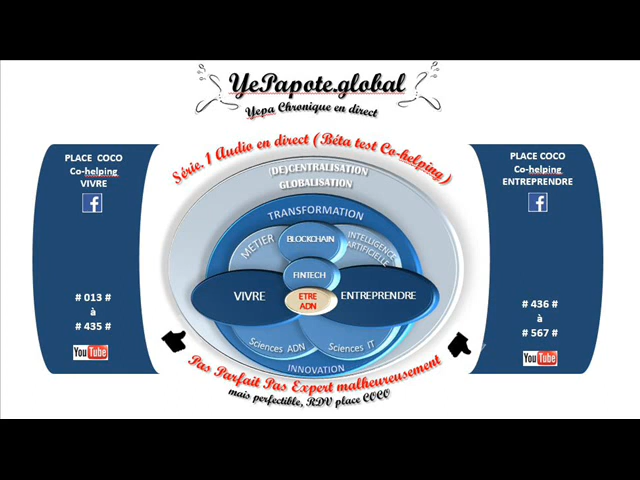 YePapote.global
Yepa Chronique en direct
Série, 1 Audio en direct (Béta test Co-helping)
PLACE COCO
Co-helping
VIVRE
# 013 #
à
# 435 #
YouTube
(DE)CENTRALISATION
GLOBALISATION
TRANSFORMATION
METIER
BLOCKCHAIN
INTELLIGENCE
ARTIFICIELLE
FINTECH
VIVRE
ETRE
ADN
ENTREPRENDRE
Sciences ADN
Sciences IT
INNOVATION
PLACE COCO
Co-helping
ENTREPRENDRE
# 436 #
à
# 567 #
YouTube
Pas Parfait Pas Expert malheureusement
mais perfectible, RDV place COCO